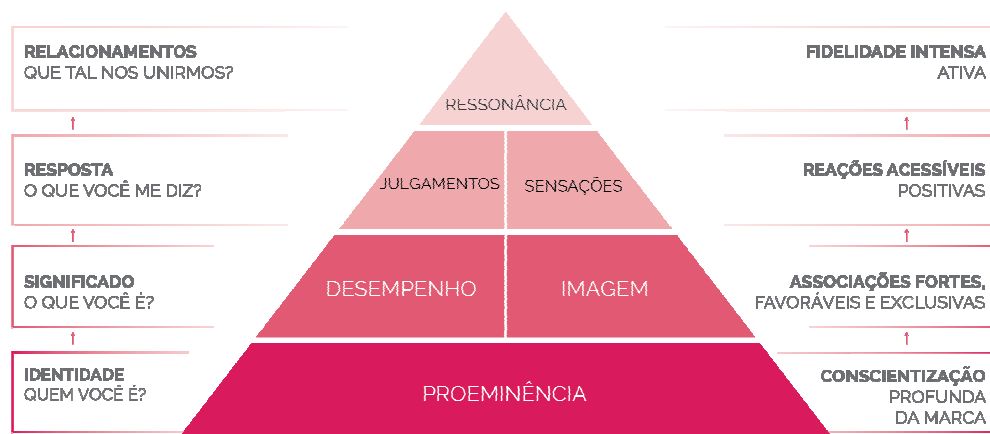 RELACIONAMENTOS
QUE TAL NOS UNIRMOS?
RESSONÂNCIA
FIDELIDADE INTENSA
ATIVA
RESPOSTA
O QUE VOCÊ ME DIZ?
JULGAMENTOS
SENSAÇÕES
REAÇÕES ACESSÍVEIS
POSITIVAS
SIGNIFICADO
O QUE VOCÊ É?
DESEMPENHO
IMAGEM
ASSOCIAÇÕES FORTES,
FAVORÁVEIS E EXCLUSIVAS
IDENTIDADE
QUEM VOCÊ É?
PROEMINÊNCIA
CONSCIENTIZAÇÃO
PROFUNDA
DA MARCA